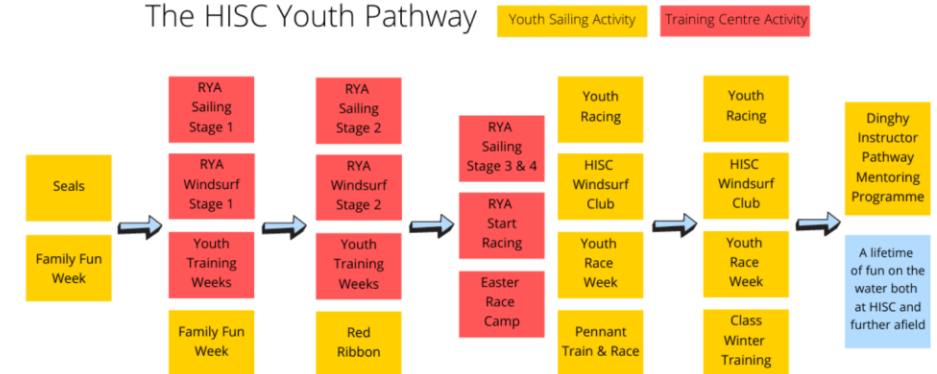 The HISC Youth Pathway
Youth Sailing Activity
Training Centre Activity
Seals
Family Fun
Week
RYA
Sailing
Stage 1
RYA
Windsurf
Stage 1
Youth
Training
Weeks
Family Fun
Week
RYA
Sailing
Stage 2
RYA
Windsurf
Stage 2
Youth
Training
Weeks
Red
Ribbon
RYA
Sailing
Stage 3 & 4
RYA
Start
Racing
Easter
Race
Camp
Youth
Racing
HISC
Windsurf
Club
Youth
Race
Week
Pennant
Train & Race
Youth
Racing
HISC
Windsurf
Club
Youth
Race
Week
Class
Winter
Training
Dinghy
Instructor
Pathway
Mentoring
Programme
A lifetime
of fun on the
water both
at HISC and
further afield